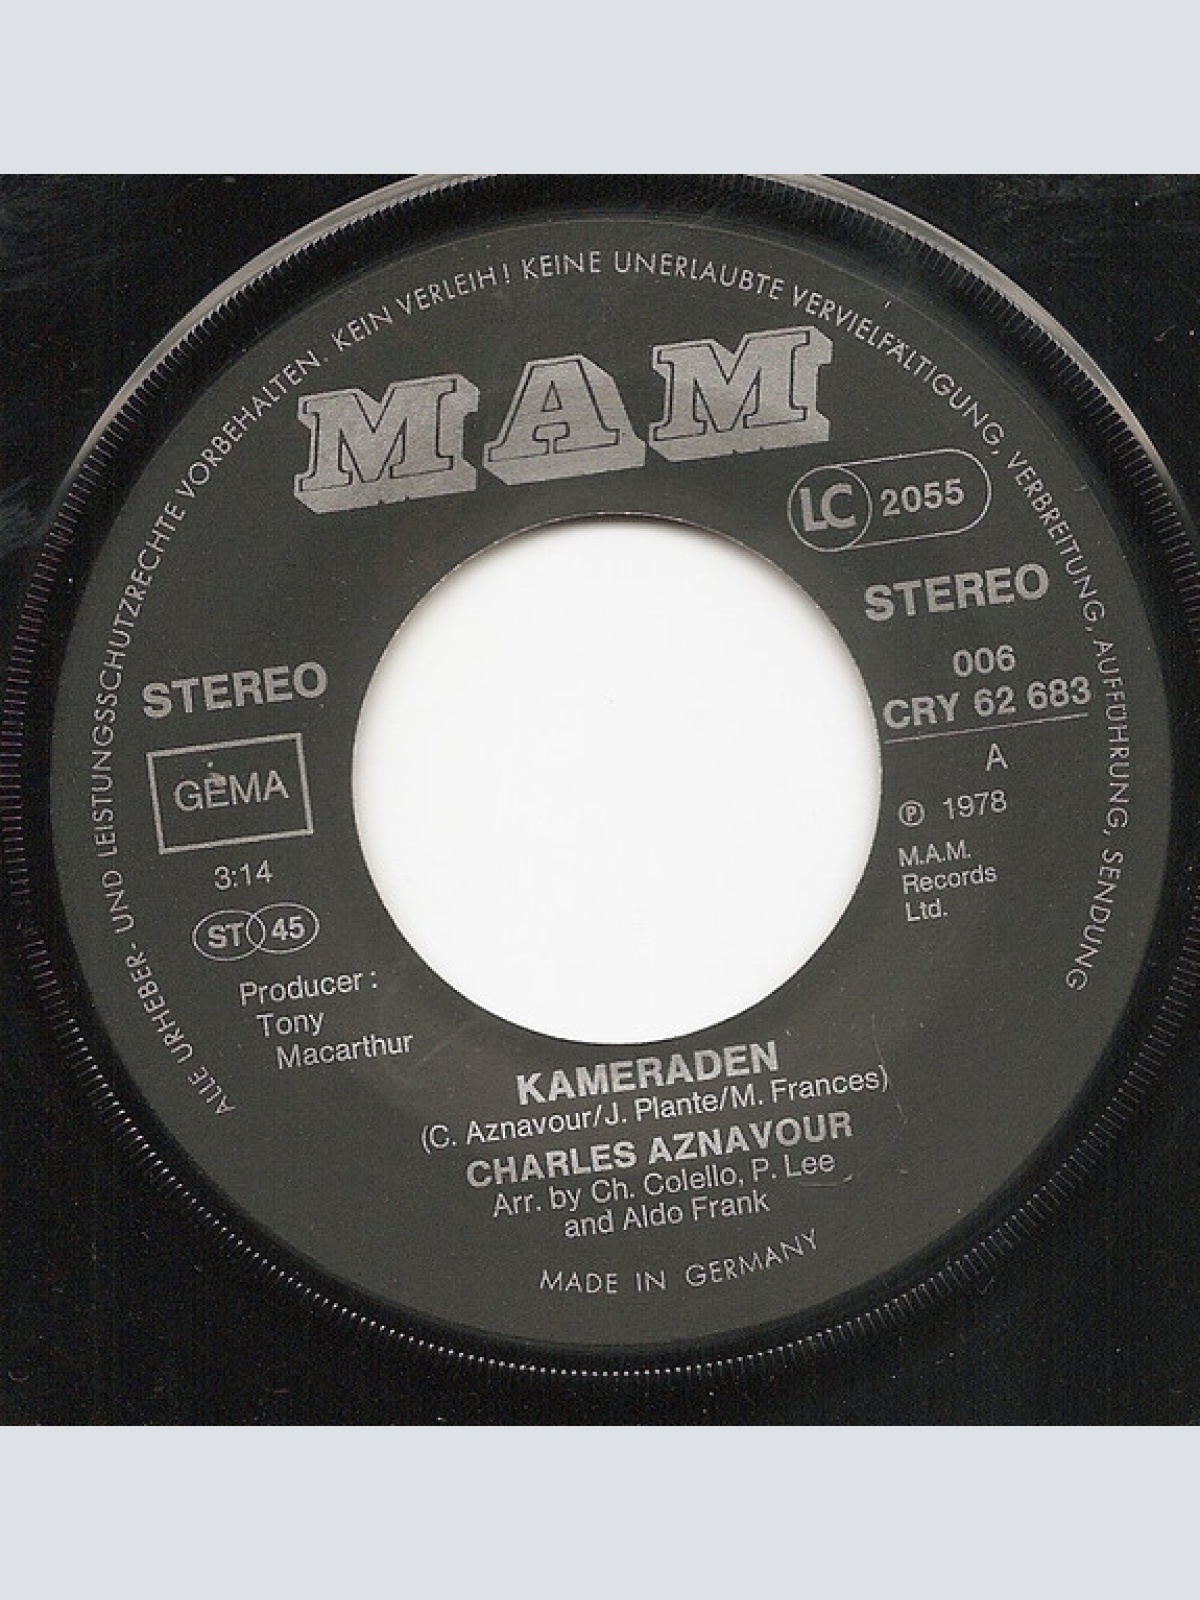 ALLE URHEBER- UND LEISTUNGSSCHUTZRECHTE VORBEHALTEN. KEIN VERLEIH! KEINE UNERLAUBTE VERVIELFÄLTIGUNG, VERBREITUNG, AUFFÜHRUNG, SENDUNG
MAM
LC 2055
STEREO
006
CRY 62 683
A
℗ 1978
M.A.M.
Records
Ltd.
STEREO
GEMA
3:14
ST 45
Producer :
Tony
Macarthur
KAMERADEN
(C. Aznavour/J. Plante/M. Frances)
CHARLES AZNAVOUR
Arr. by Ch. Colello, P. Lee
and Aldo Frank
MADE IN GERMANY